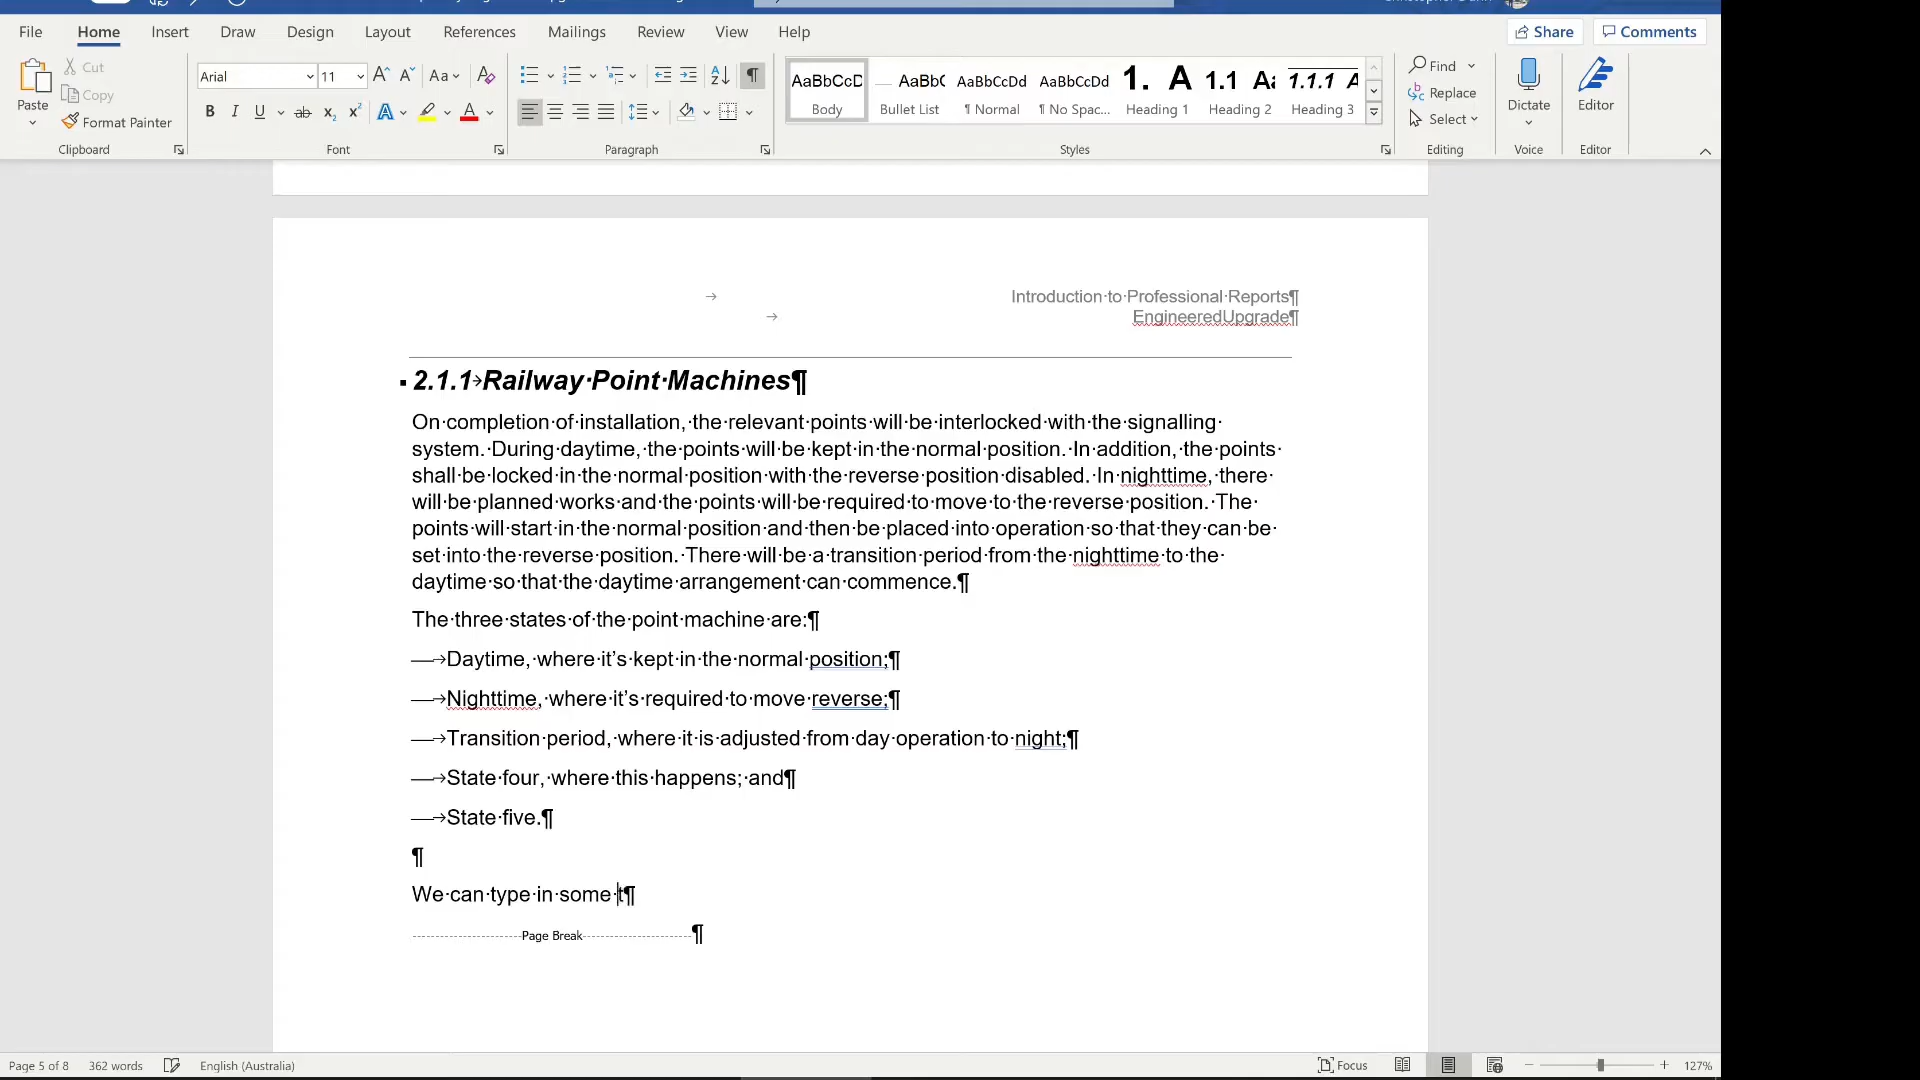 File Home Insert Draw Design Layout References Mailings Review View Help Share Comments
Paste Cut Copy Format Painter
Arial 11 Aa
AaBbCcD AaBbC AaBbCcDd AaBbCcDd 1. A 1.1 Aa 1.1.1 A
Body Bullet List ¶ Normal ¶ No Spac... Heading 1 Heading 2 Heading 3
Find Replace Select
Dictate Editor
Clipboard Font Paragraph Styles Editing Voice Editor
Introduction to Professional Reports¶
EngineeredUpgrade¶
2.1.1 Railway Point Machines¶
On completion of installation, the relevant points will be interlocked with the signalling
system. During daytime, the points will be kept in the normal position. In addition, the points
shall be locked in the normal position with the reverse position disabled. In nighttime, there
will be planned works and the points will be required to move to the reverse position. The
points will start in the normal position and then be placed into operation so that they can be
set into the reverse position. There will be a transition period from the nighttime to the
daytime so that the daytime arrangement can commence.¶
The three states of the point machine are:¶
— Daytime, where it’s kept in the normal position;¶
— Nighttime, where it’s required to move reverse;¶
— Transition period, where it is adjusted from day operation to night;¶
— State four, where this happens; and¶
— State five.¶
¶
We can type in some t¶
Page Break ¶
Page 5 of 8 362 words English (Australia) Focus 127%